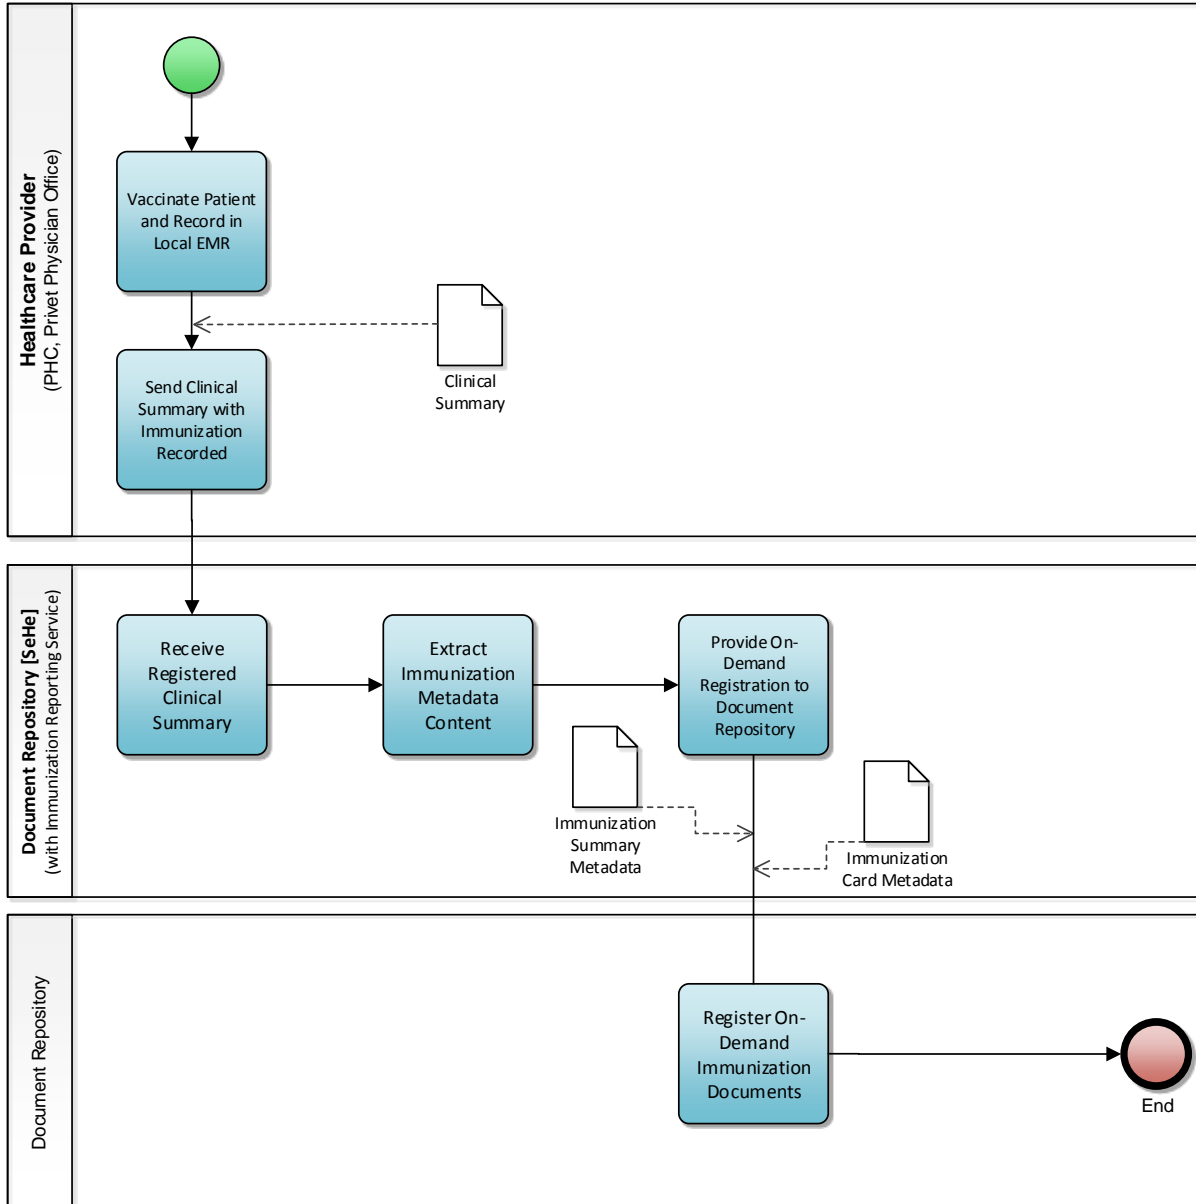 Healthcare Provider
(PHC, Privet Physician Office)
Vaccinate Patient
and Record in
Local EMR
Clinical
Summary
Send Clinical
Summary with
Immunization
Recorded
Document Repository [SeHe]
(with Immunization Reporting Service)
Receive
Registered
Clinical
Summary
Extract
Immunization
Metadata
Content
Provide On-
Demand
Registration to
Document
Repository
Immunization
Summary
Metadata
Immunization
Card Metadata
Document Repository
Register On-
Demand
Immunization
Documents
End